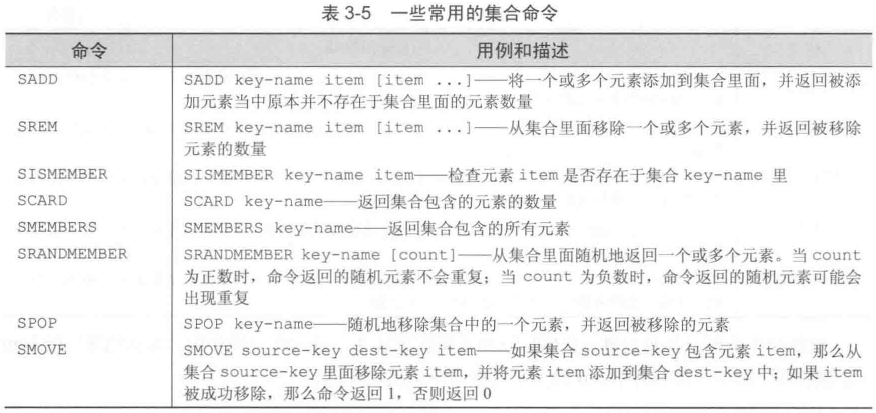 表 3-5 一些常用的集合命令
命令 用例和描述
SADD SADD key-name item [item ...]——将一个或多个元素添加到集合里面，并返回被添
加元素当中原本并不存在于集合里面的元素数量
SREM SREM key-name item [item ...]——从集合里面移除一个或多个元素，并返回被移除
元素的数量
SISMEMBER SISMEMBER key-name item——检查元素 item 是否存在于集合 key-name 里
SCARD SCARD key-name——返回集合包含的元素的数量
SMEMBERS SMEMBERS key-name——返回集合包含的所有元素
SRANDMEMBER SRANDMEMBER key-name [count]——从集合里面随机地返回一个或多个元素。当 count
为正数时，命令返回的随机元素不会重复；当 count 为负数时，命令返回的随机元素可能会
出现重复
SPOP SPOP key-name——随机地移除集合中的一个元素，并返回被移除的元素
SMOVE SMOVE source-key dest-key item——如果集合 source-key 包含元素 item，那么从
集合 source-key 里面移除元素 item，并将元素 item 添加到集合 dest-key 中；如果 item
被成功移除，那么命令返回 1，否则返回 0